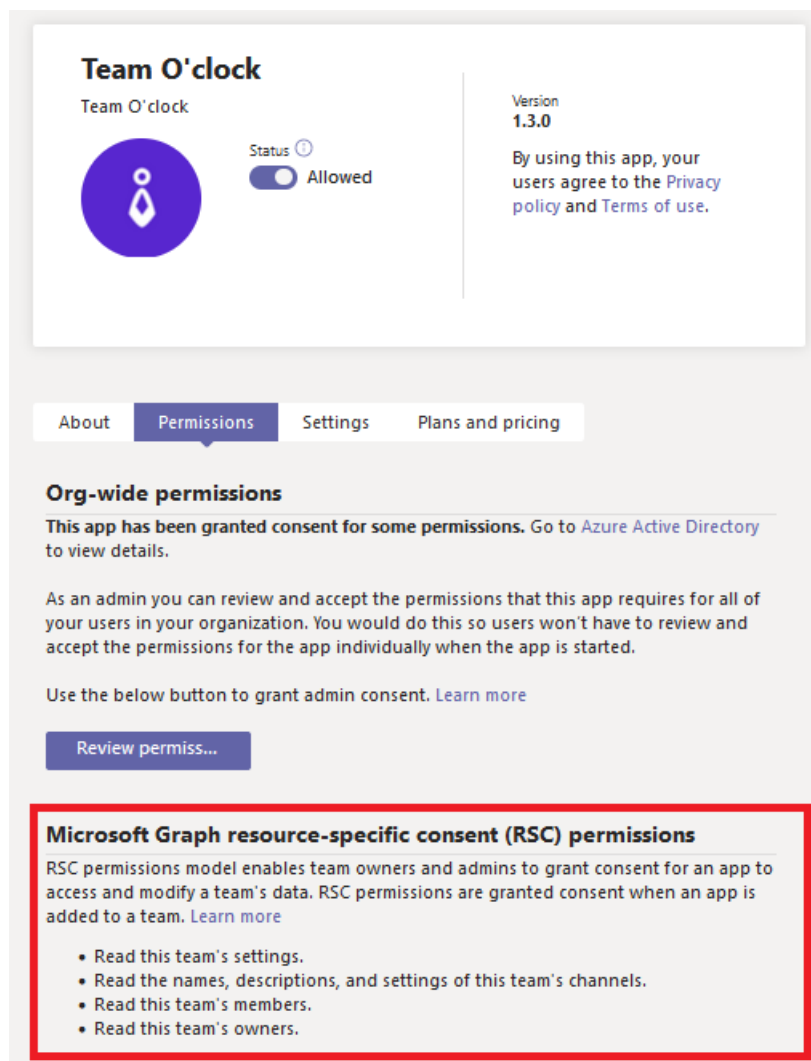 Team O'clock
Team O'clock
Status
Allowed
Version
1.3.0
By using this app, your
users agree to the Privacy
policy and Terms of use.
About
Permissions
Settings
Plans and pricing
Org-wide permissions
This app has been granted consent for some permissions. Go to Azure Active Directory
to view details.
As an admin you can review and accept the permissions that this app requires for all of
your users in your organization. You would do this so users won't have to review and
accept the permissions for the app individually when the app is started.
Use the below button to grant admin consent. Learn more
Review permiss...
Microsoft Graph resource-specific consent (RSC) permissions
RSC permissions model enables team owners and admins to grant consent for an app to
access and modify a team's data. RSC permissions are granted consent when an app is
added to a team. Learn more
• Read this team's settings.
• Read the names, descriptions, and settings of this team's channels.
• Read this team's members.
• Read this team's owners.